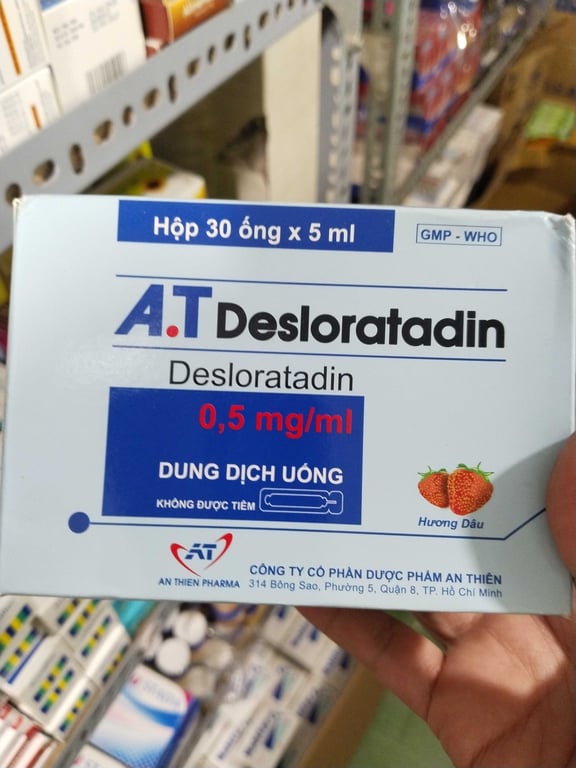 Hộp 30 ống x 5 ml
GMP - WHO
A.T Desloratadin
Desloratadin
0,5 mg/ml
DUNG DỊCH UỐNG
KHÔNG ĐƯỢC TIÊM
Hương Dâu
AT
AN THIEN PHARMA
CÔNG TY CỔ PHẦN DƯỢC PHẨM AN THIÊN
314 Bông Sao, Phường 5, Quận 8, TP. Hồ Chí Minh